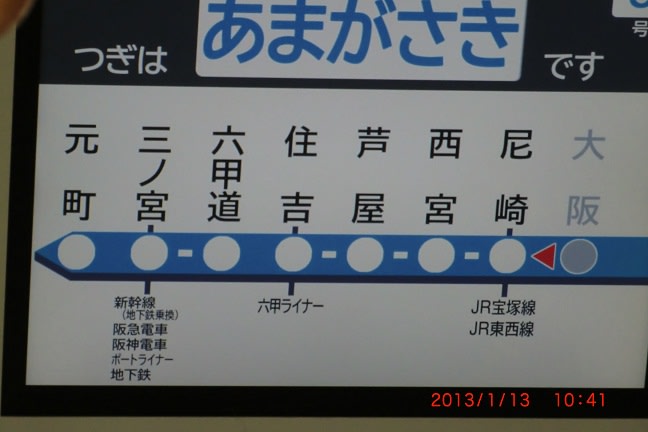 つぎは
あまがさき
です
号
元町
三ノ宮
六甲道
住吉
芦屋
西宮
尼崎
大阪
新幹線
(地下鉄乗換)
阪急電車
阪神電車
ポートライナー
地下鉄
六甲ライナー
JR宝塚線
JR東西線
2013/1/13 10:41